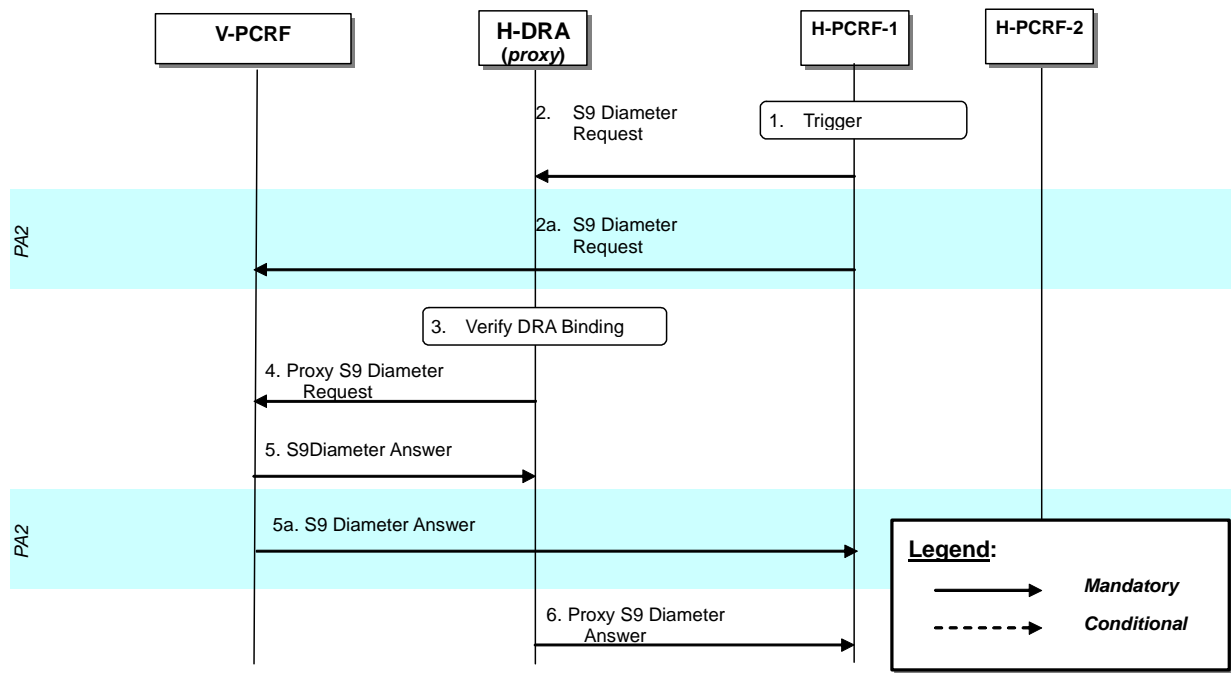 V-PCRF
H-DRA
(proxy)
H-PCRF-1
H-PCRF-2
1. Trigger
2. S9 Diameter
Request
PA2
2a. S9 Diameter
Request
3. Verify DRA Binding
4. Proxy S9 Diameter
Request
5. S9Diameter Answer
PA2
5a. S9 Diameter Answer
6. Proxy S9 Diameter
Answer
Legend:
Mandatory
Conditional